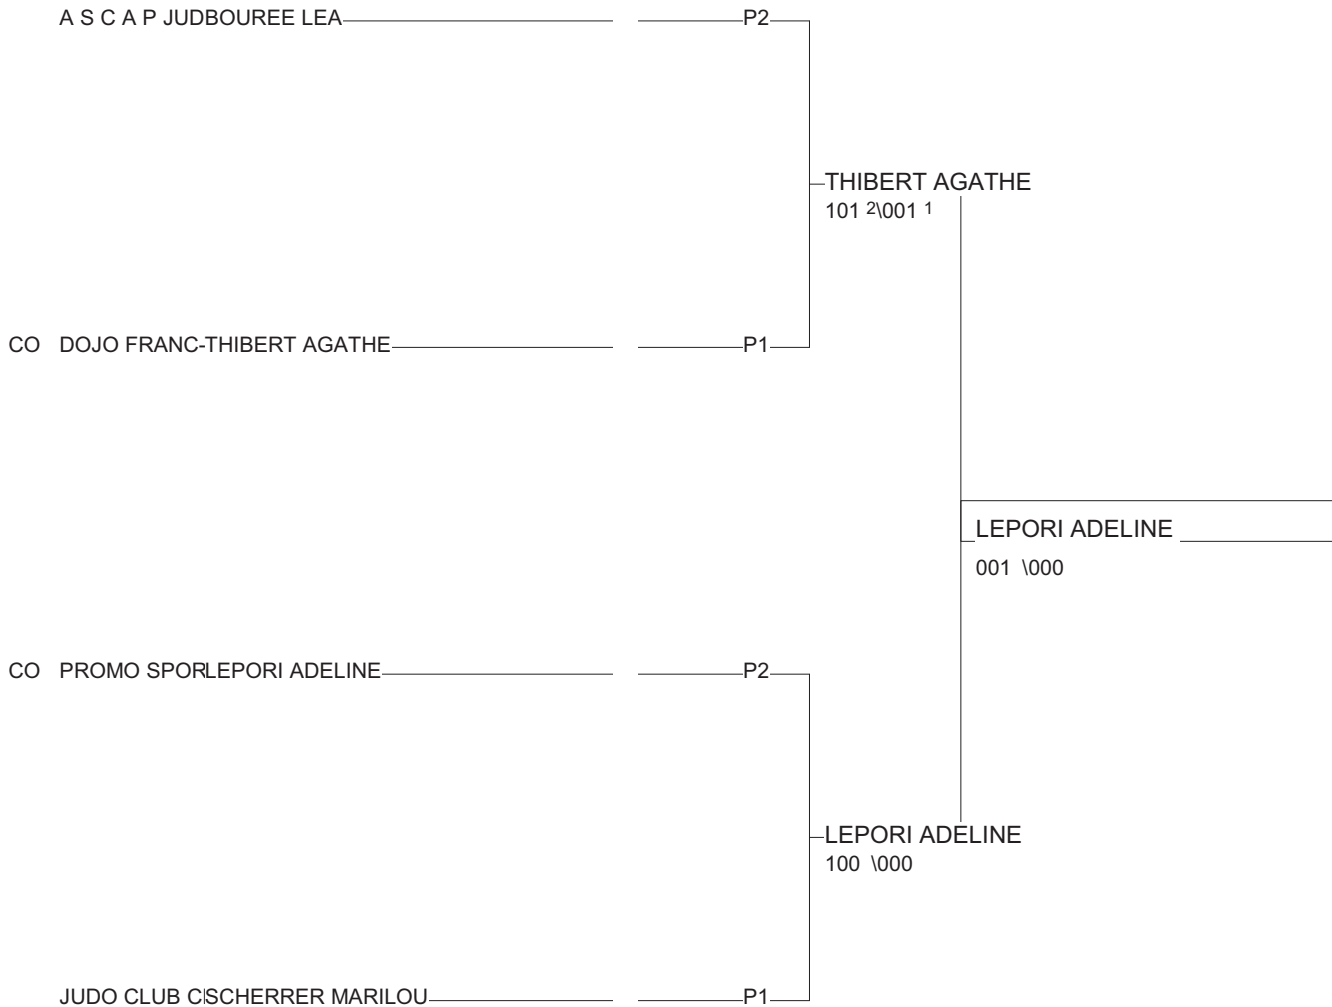 A S C A P JUDBOUREE LEA P2
THIBERT AGATHE
101 2\001 1
CO DOJO FRANC-THIBERT AGATHE P1
LEPORI ADELINE
001 \000
CO PROMO SPORLEPORI ADELINE P2
LEPORI ADELINE
100 \000
JUDO CLUB CSCHERRER MARILOU P1